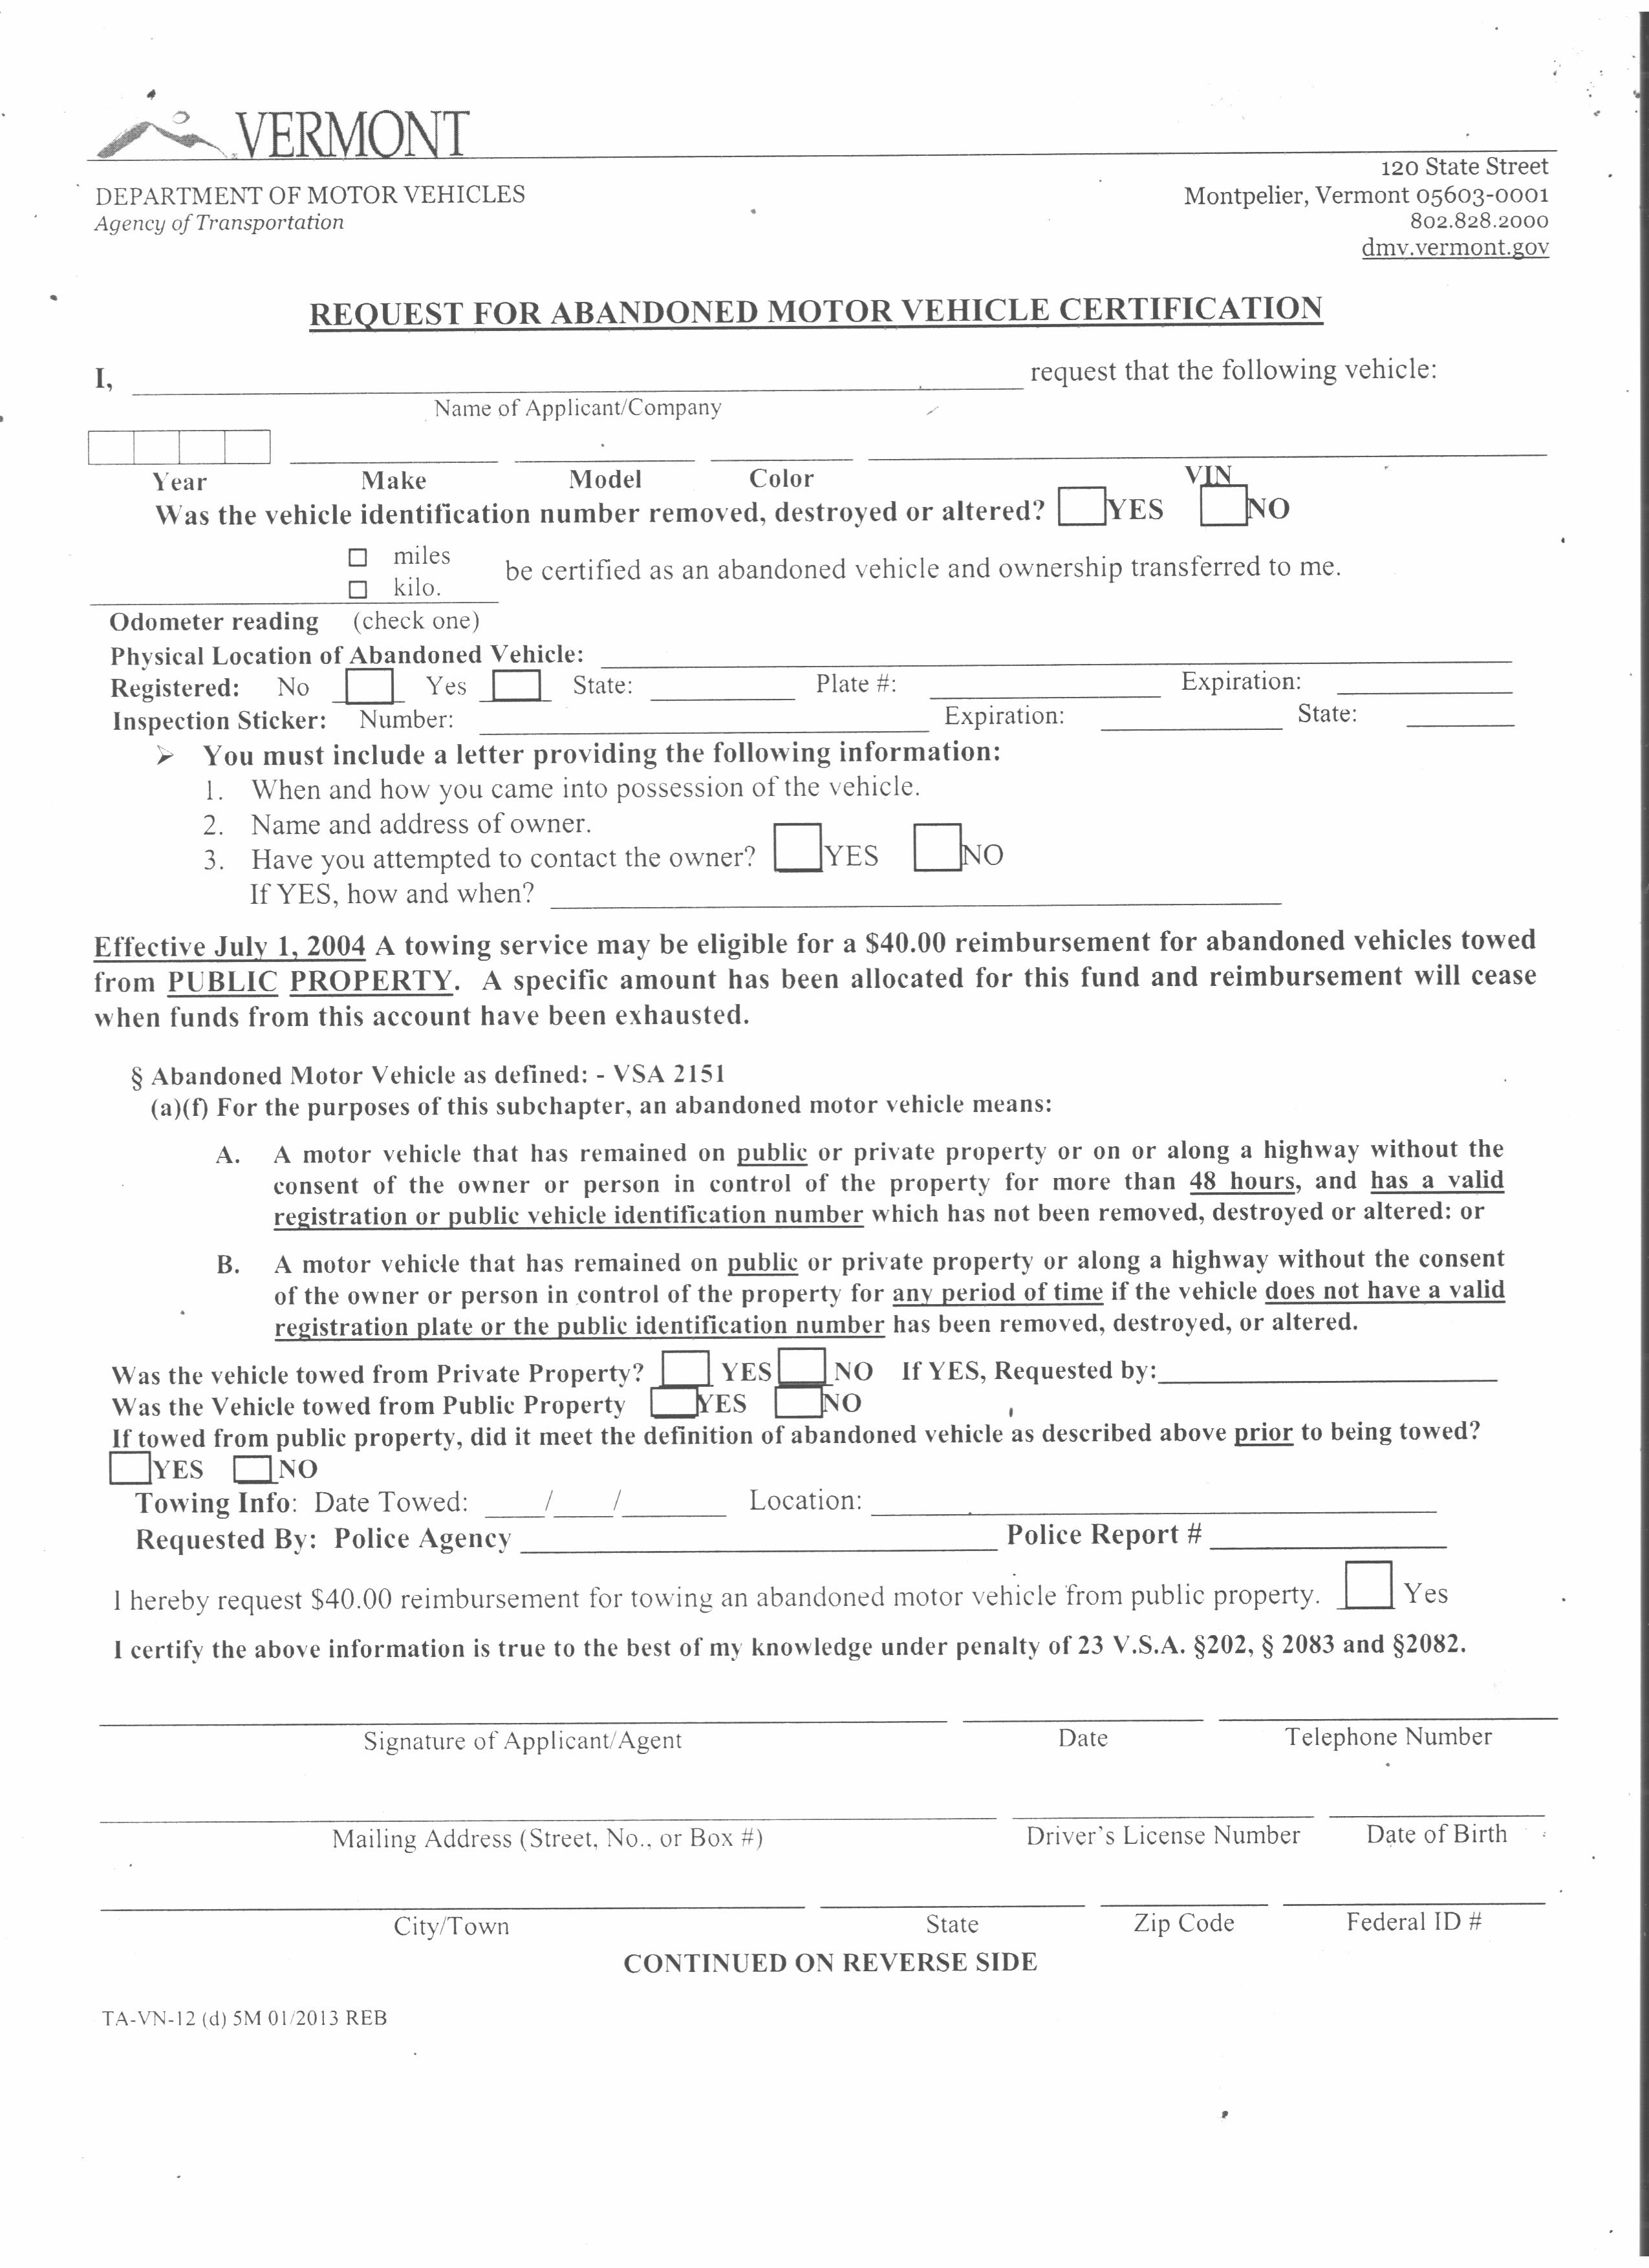 VERMONT
120 State Street
DEPARTMENT OF MOTOR VEHICLES
Montpelier, Vermont 05603-0001
Agency of Transportation
802.828.2000
dmv.vermont.gov
REQUEST FOR ABANDONED MOTOR VEHICLE CERTIFICATION
I, ________ request that the following vehicle:
Name of Applicant/Company
Year Make Model Color VIN
Was the vehicle identification number removed, destroyed or altered? YES NO
☐ miles
be certified as an abandoned vehicle and ownership transferred to me.
☐ kilo.
Odometer reading (check one)
Physical Location of Abandoned Vehicle: ________
Registered: No Yes State: ________ Plate #: ________ Expiration: ________
Inspection Sticker: Number: ________ Expiration: ________ State: ________
➢ You must include a letter providing the following information:
1. When and how you came into possession of the vehicle.
2. Name and address of owner.
3. Have you attempted to contact the owner? YES NO
If YES, how and when? ________
Effective July 1, 2004 A towing service may be eligible for a $40.00 reimbursement for abandoned vehicles towed
from PUBLIC PROPERTY. A specific amount has been allocated for this fund and reimbursement will cease
when funds from this account have been exhausted.
§ Abandoned Motor Vehicle as defined: - VSA 2151
(a)(f) For the purposes of this subchapter, an abandoned motor vehicle means:
A. A motor vehicle that has remained on public or private property or on or along a highway without the
consent of the owner or person in control of the property for more than 48 hours, and has a valid
registration or public vehicle identification number which has not been removed, destroyed or altered: or
B. A motor vehicle that has remained on public or private property or along a highway without the consent
of the owner or person in control of the property for any period of time if the vehicle does not have a valid
registration plate or the public identification number has been removed, destroyed, or altered.
Was the vehicle towed from Private Property? YES NO If YES, Requested by: ________
Was the Vehicle towed from Public Property YES NO
If towed from public property, did it meet the definition of abandoned vehicle as described above prior to being towed?
YES NO
Towing Info: Date Towed: ____/____/______ Location: ________
Requested By: Police Agency ________ Police Report # ________
I hereby request $40.00 reimbursement for towing an abandoned motor vehicle from public property. Yes
I certify the above information is true to the best of my knowledge under penalty of 23 V.S.A. §202, § 2083 and §2082.
Signature of Applicant/Agent Date Telephone Number
Mailing Address (Street, No., or Box #) Driver's License Number Date of Birth
City/Town State Zip Code Federal ID #
CONTINUED ON REVERSE SIDE
TA-VN-12 (d) 5M 01/2013 REB